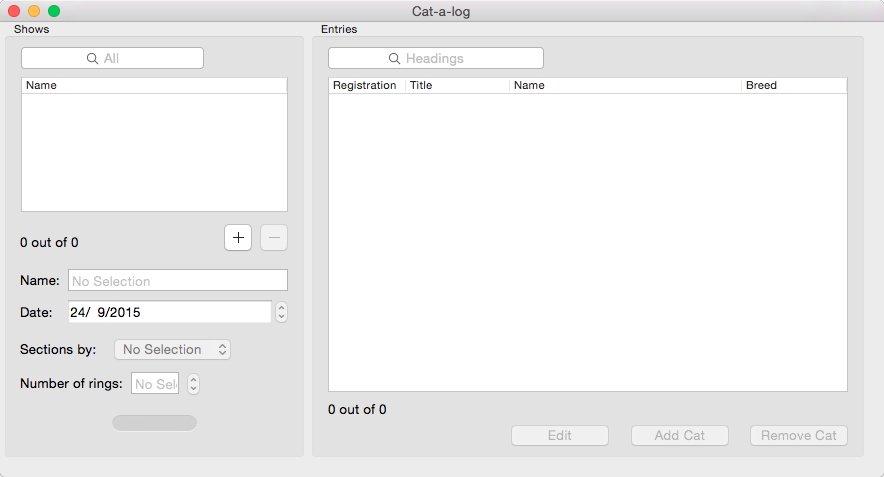 Cat-a-log
Shows
All
Name
0 out of 0
Name: No Selection
Date: 24/ 9/2015
Sections by: No Selection
Number of rings: No Sel
Entries
Headings
Registration Title Name Breed
0 out of 0
Edit Add Cat Remove Cat